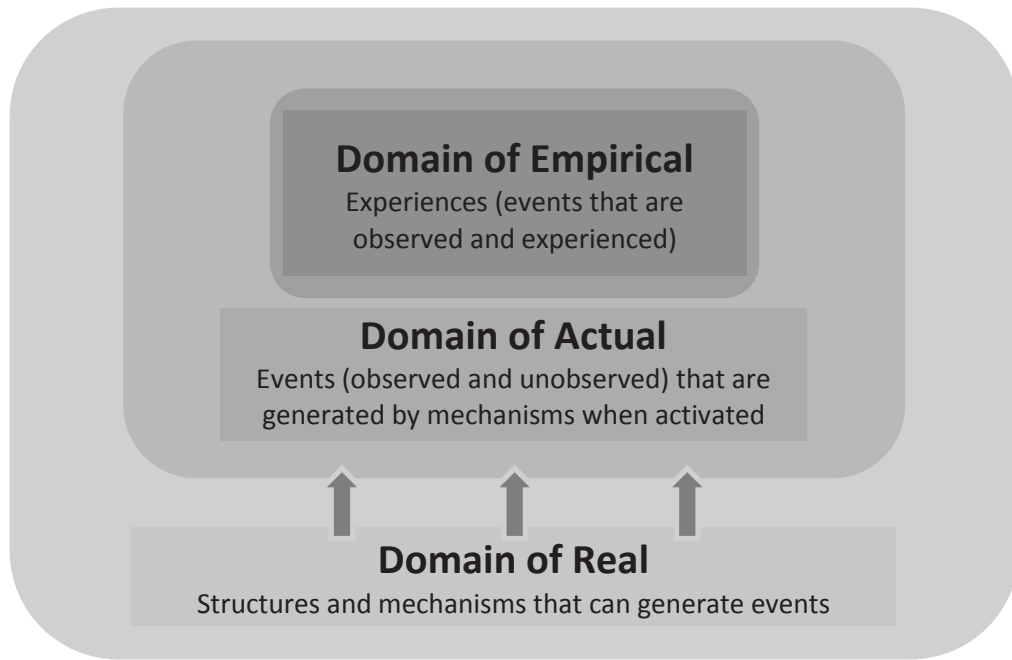 Domain of Empirical
Experiences (events that are
observed and experienced)
Domain of Actual
Events (observed and unobserved) that are
generated by mechanisms when activated
Domain of Real
Structures and mechanisms that can generate events